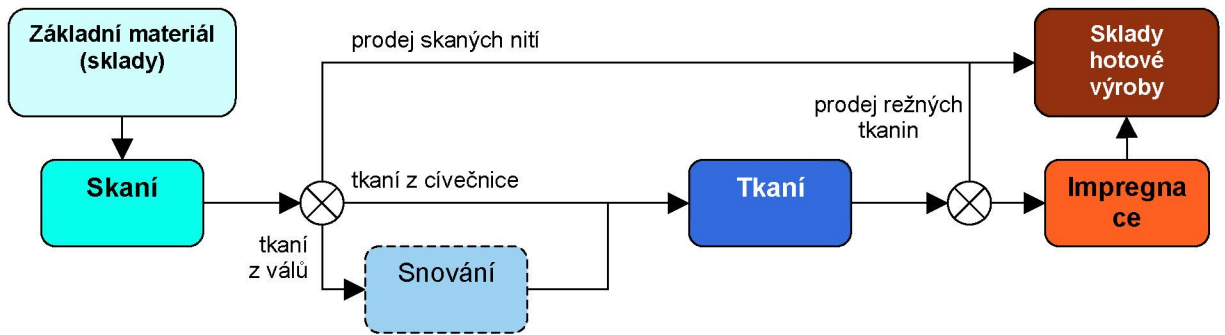 Základní materiál
(sklady)
prodej skaných nití
Sklady
hotové
výroby
prodej režných
tkanin
Skaní
tkaní z cívečnice
Tkaní
Impregna
ce
tkaní
z válů
Snování